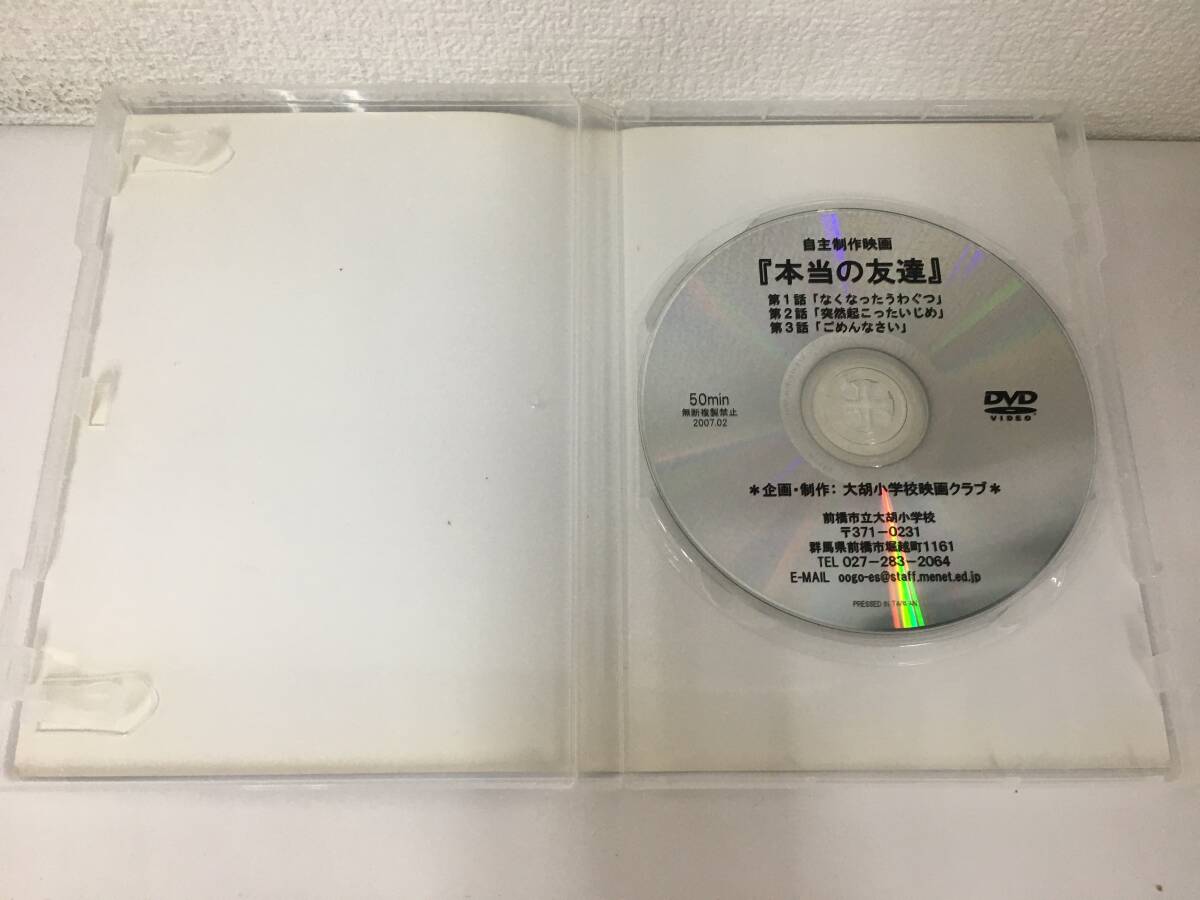 自主制作映画
『本当の友達』
第1話「なくなったうわぐつ」
第2話「突然起こったいじめ」
第3話「ごめんなさい」
50min
無断複製禁止
2007.02
DVD
VIDEO
＊企画・制作：大胡小学校映画クラブ＊
前橋市立大胡小学校
〒371-0231
群馬県前橋市堀越町1161
TEL 027-283-2064
E-MAIL oogo-es@staff.menet.ed.jp
PRESSED IN TAIWAN